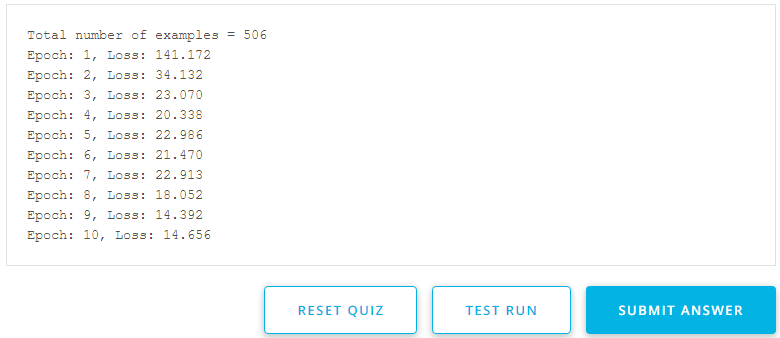 Total number of examples = 506
Epoch: 1, Loss: 141.172
Epoch: 2, Loss: 34.132
Epoch: 3, Loss: 23.070
Epoch: 4, Loss: 20.338
Epoch: 5, Loss: 22.986
Epoch: 6, Loss: 21.470
Epoch: 7, Loss: 22.913
Epoch: 8, Loss: 18.052
Epoch: 9, Loss: 14.392
Epoch: 10, Loss: 14.656
RESET QUIZ TEST RUN SUBMIT ANSWER